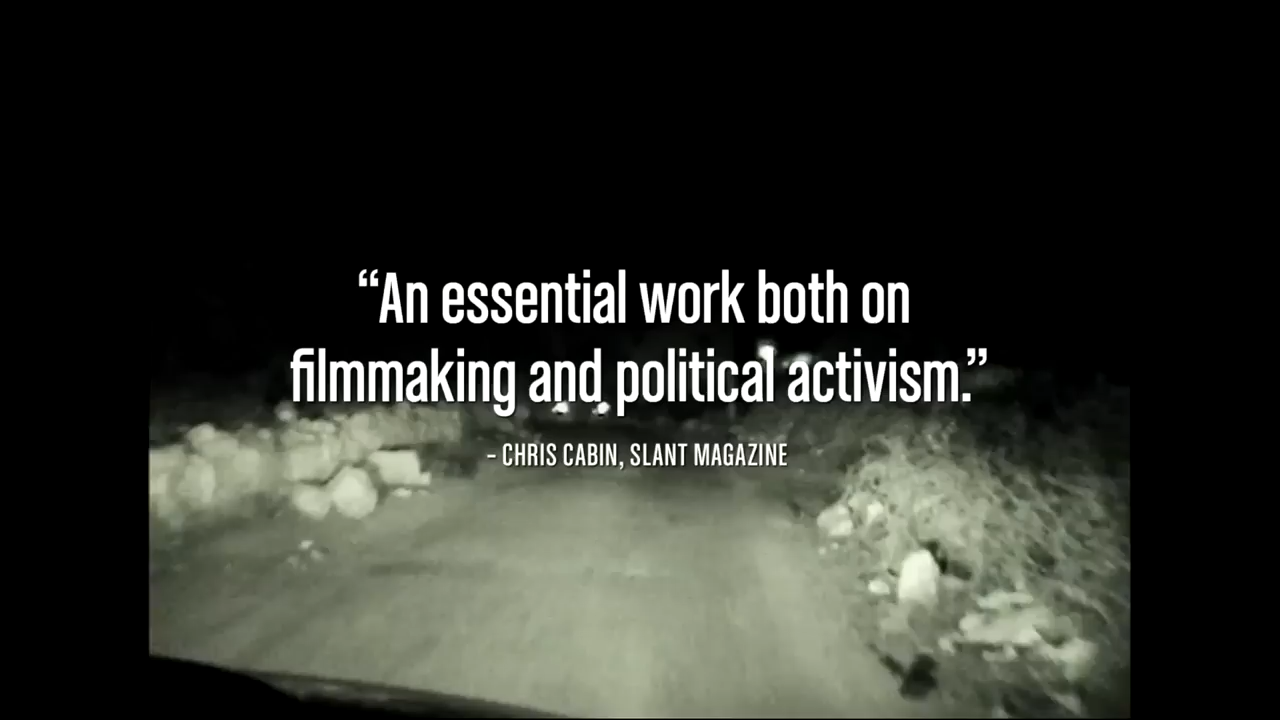 “An essential work both on
filmmaking and political activism.”
– CHRIS CABIN, SLANT MAGAZINE